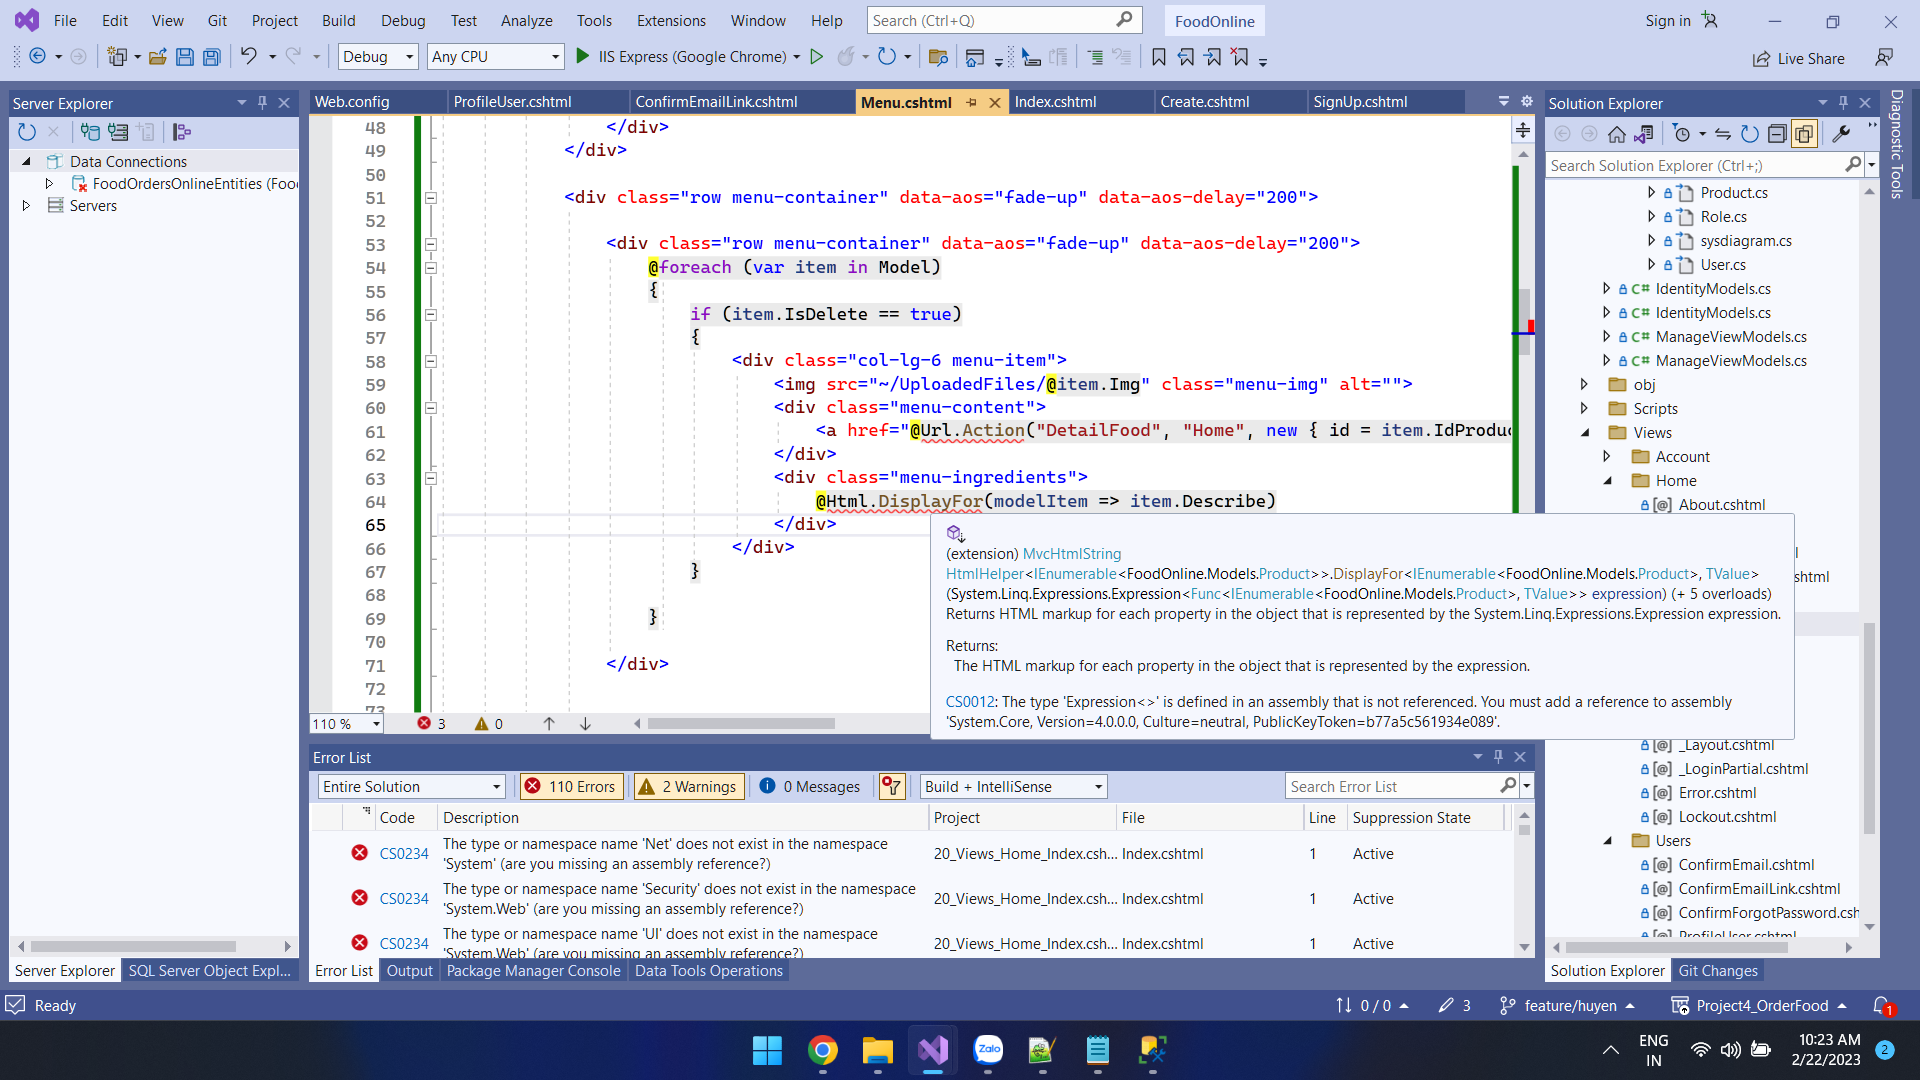 File Edit View Git Project Build Debug Test Analyze Tools Extensions Window Help Search (Ctrl+Q) FoodOnline Sign in
Debug Any CPU IIS Express (Google Chrome) Live Share
Server Explorer
Data Connections
FoodOrdersOnlineEntities (Foo
Servers
Web.config ProfileUser.cshtml ConfirmEmailLink.cshtml Menu.cshtml Index.cshtml Create.cshtml SignUp.cshtml
48 </div>
49 </div>
50
51 <div class="row menu-container" data-aos="fade-up" data-aos-delay="200">
52
53 <div class="row menu-container" data-aos="fade-up" data-aos-delay="200">
54 @foreach (var item in Model)
55 {
56 if (item.IsDelete == true)
57 {
58 <div class="col-lg-6 menu-item">
59 <img src="~/UploadedFiles/@item.Img" class="menu-img" alt="">
60 <div class="menu-content">
61 <a href="@Url.Action("DetailFood", "Home", new { id = item.IdProduc
62 </div>
63 <div class="menu-ingredients">
64 @Html.DisplayFor(modelItem => item.Describe)
65 </div>
66 </div>
67 }
68
69 }
70
71 </div>
72
73
(extension) MvcHtmlString
HtmlHelper<IEnumerable<FoodOnline.Models.Product>>.DisplayFor<IEnumerable<FoodOnline.Models.Product>, TValue>
(System.Linq.Expressions.Expression<Func<IEnumerable<FoodOnline.Models.Product>, TValue>> expression) (+ 5 overloads)
Returns HTML markup for each property in the object that is represented by the System.Linq.Expressions.Expression expression.
Returns:
The HTML markup for each property in the object that is represented by the expression.
CS0012: The type 'Expression<>' is defined in an assembly that is not referenced. You must add a reference to assembly
'System.Core, Version=4.0.0.0, Culture=neutral, PublicKeyToken=b77a5c561934e089'.
110 % 3 0
Error List
Entire Solution 110 Errors 2 Warnings 0 Messages Build + IntelliSense Search Error List
Code Description Project File Line Suppression State
CS0234 The type or namespace name 'Net' does not exist in the namespace
'System' (are you missing an assembly reference?) 20_Views_Home_Index.csh... Index.cshtml 1 Active
CS0234 The type or namespace name 'Security' does not exist in the namespace
'System.Web' (are you missing an assembly reference?) 20_Views_Home_Index.csh... Index.cshtml 1 Active
CS0234 The type or namespace name 'UI' does not exist in the namespace
'System.Web' (are you missing an assembly reference?) 20_Views_Home_Index.csh... Index.cshtml 1 Active
Server Explorer SQL Server Object Expl...
Error List Output Package Manager Console Data Tools Operations
Solution Explorer
Search Solution Explorer (Ctrl+;)
Product.cs
Role.cs
sysdiagram.cs
User.cs
C# IdentityModels.cs
C# IdentityModels.cs
C# ManageViewModels.cs
C# ManageViewModels.cs
obj
Scripts
Views
Account
Home
[@] About.cshtml
l
shtml
[@] _Layout.cshtml
[@] _LoginPartial.cshtml
[@] Error.cshtml
[@] Lockout.cshtml
Users
[@] ConfirmEmail.cshtml
[@] ConfirmEmailLink.cshtml
[@] ConfirmForgotPassword.csh
[@] ProfileUser.cshtml
Solution Explorer Git Changes
Diagnostic Tools
Ready 0 / 0 3 feature/huyen Project4_OrderFood 1
Zalo
ENG
IN
10:23 AM
2/22/2023
2